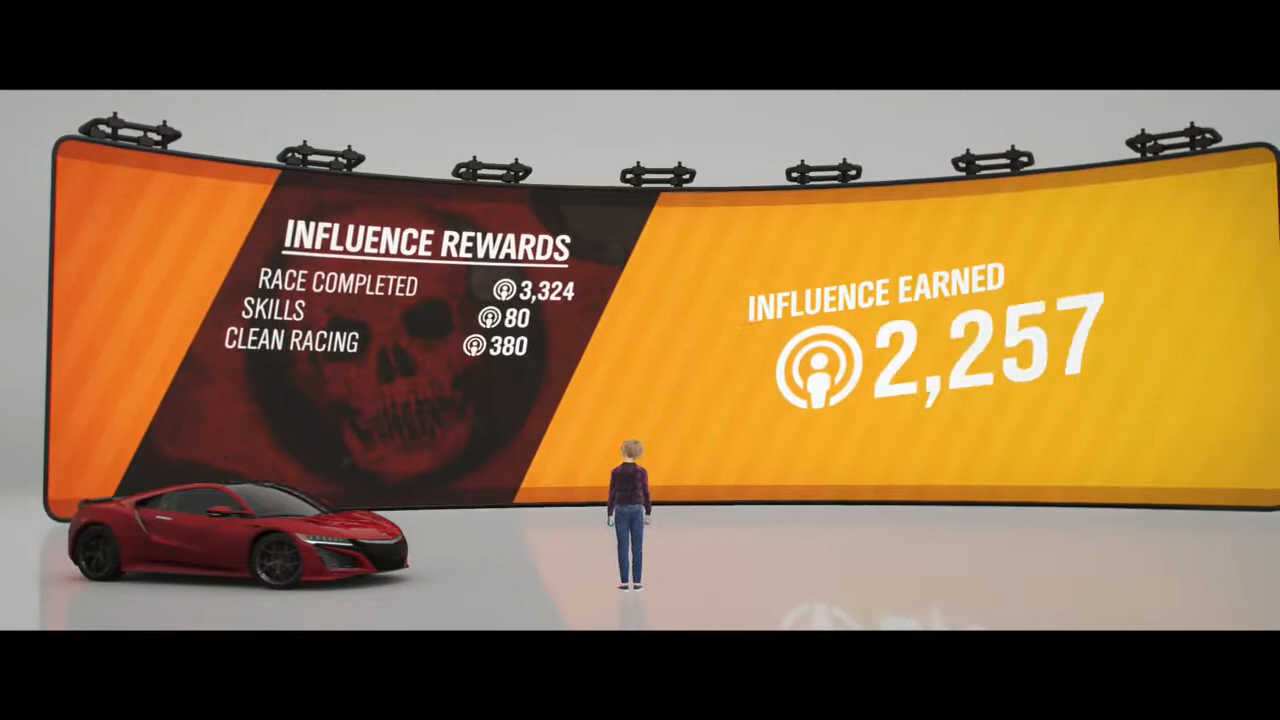 INFLUENCE REWARDS
RACE COMPLETED 3,324
SKILLS 80
CLEAN RACING 380
INFLUENCE EARNED
2,257